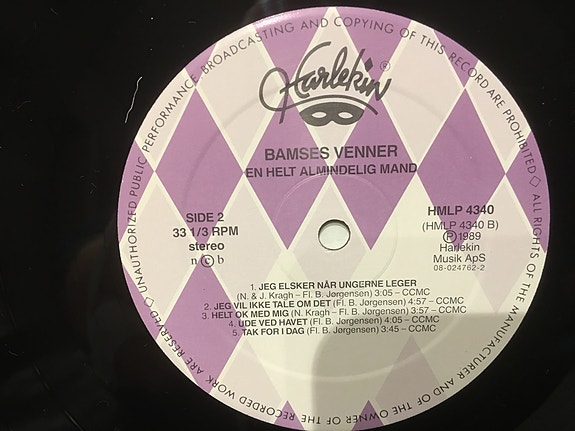 UNAUTHORIZED PUBLIC PERFORMANCE BROADCASTING AND COPYING OF THIS RECORD ARE PROHIBITED ◇ ALL RIGHTS OF THE MANUFACTURER AND OF THE OWNER OF THE RECORDED WORK ARE RESERVED ◇
Harlekin ®
BAMSES VENNER
EN HELT ALMINDELIG MAND
SIDE 2
33 1/3 RPM
stereo
n©b
HMLP 4340
(HMLP 4340 B)
Ⓟ 1989
Harlekin
Musik ApS
08-024762-2
1. JEG ELSKER NÅR UNGERNE LEGER
(N. & J. Kragh – Fl. B. Jørgensen) 3:05 – CCMC
2. JEG VIL IKKE TALE OM DET (Fl. B. Jørgensen) 4:57 – CCMC
3. HELT OK MED MIG (N. Kragh – Fl. B. Jørgensen) 3:57 – CCMC
4. UDE VED HAVET (Fl. B. Jørgensen) 4:05 – CCMC
5. TAK FOR I DAG (Fl. B. Jørgensen) 3:45 – CCMC